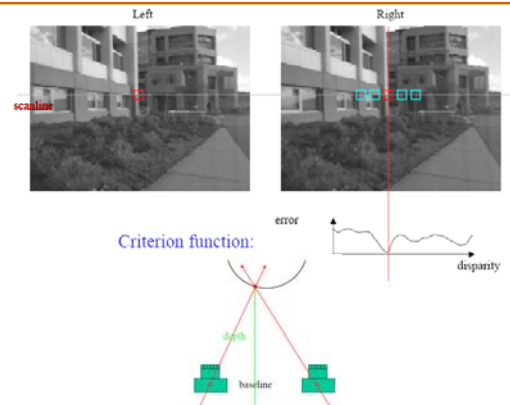 Left
Right
scanline
error
Criterion function:
disparity
depth
baseline